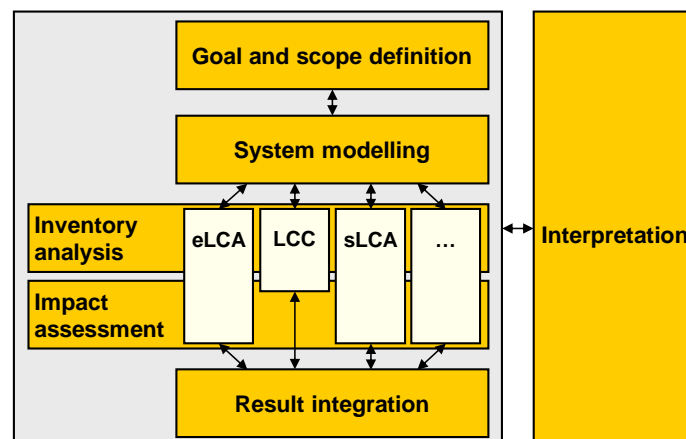 Goal and scope definition
System modelling
Inventory
analysis
eLCA
LCC
sLCA
…
Interpretation
Impact
assessment
Result integration